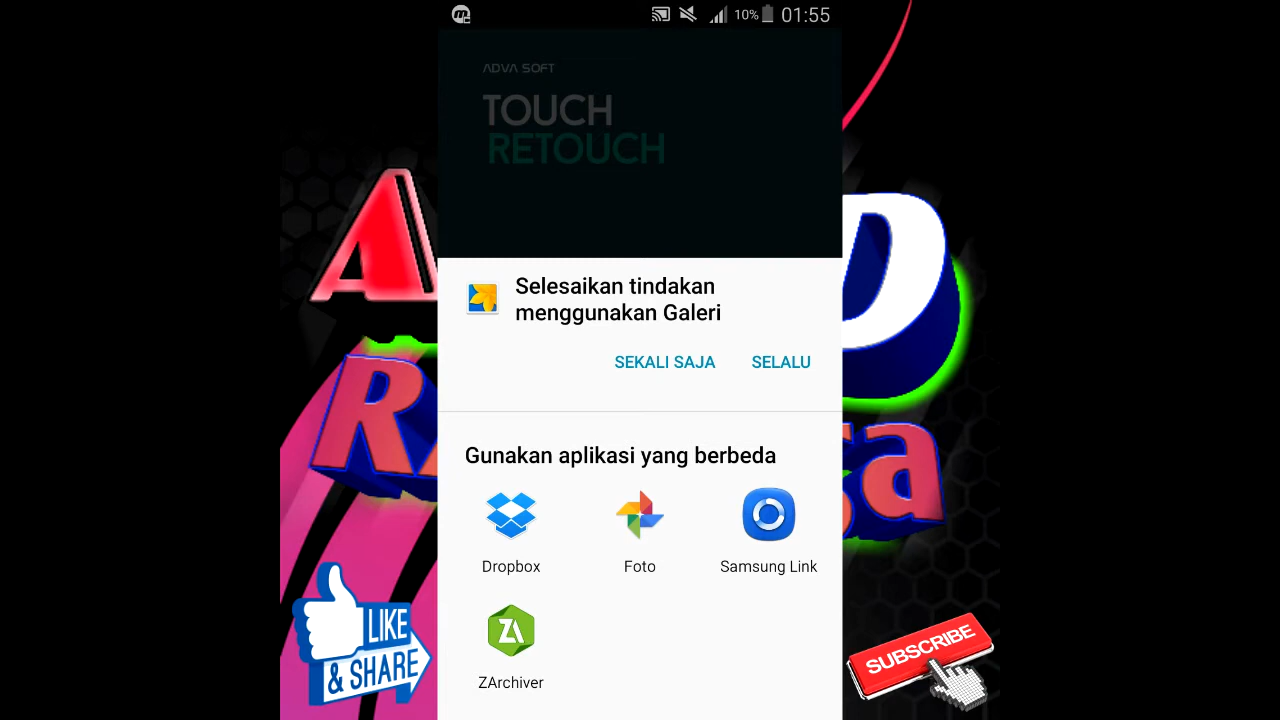 10% 01:55
ADVA SOFT
TOUCH
RETOUCH
Selesaikan tindakan
menggunakan Galeri
SEKALI SAJA SELALU
Gunakan aplikasi yang berbeda
Dropbox Foto Samsung Link
ZA
ZArchiver
LIKE
& SHARE
SUBSCRIBE